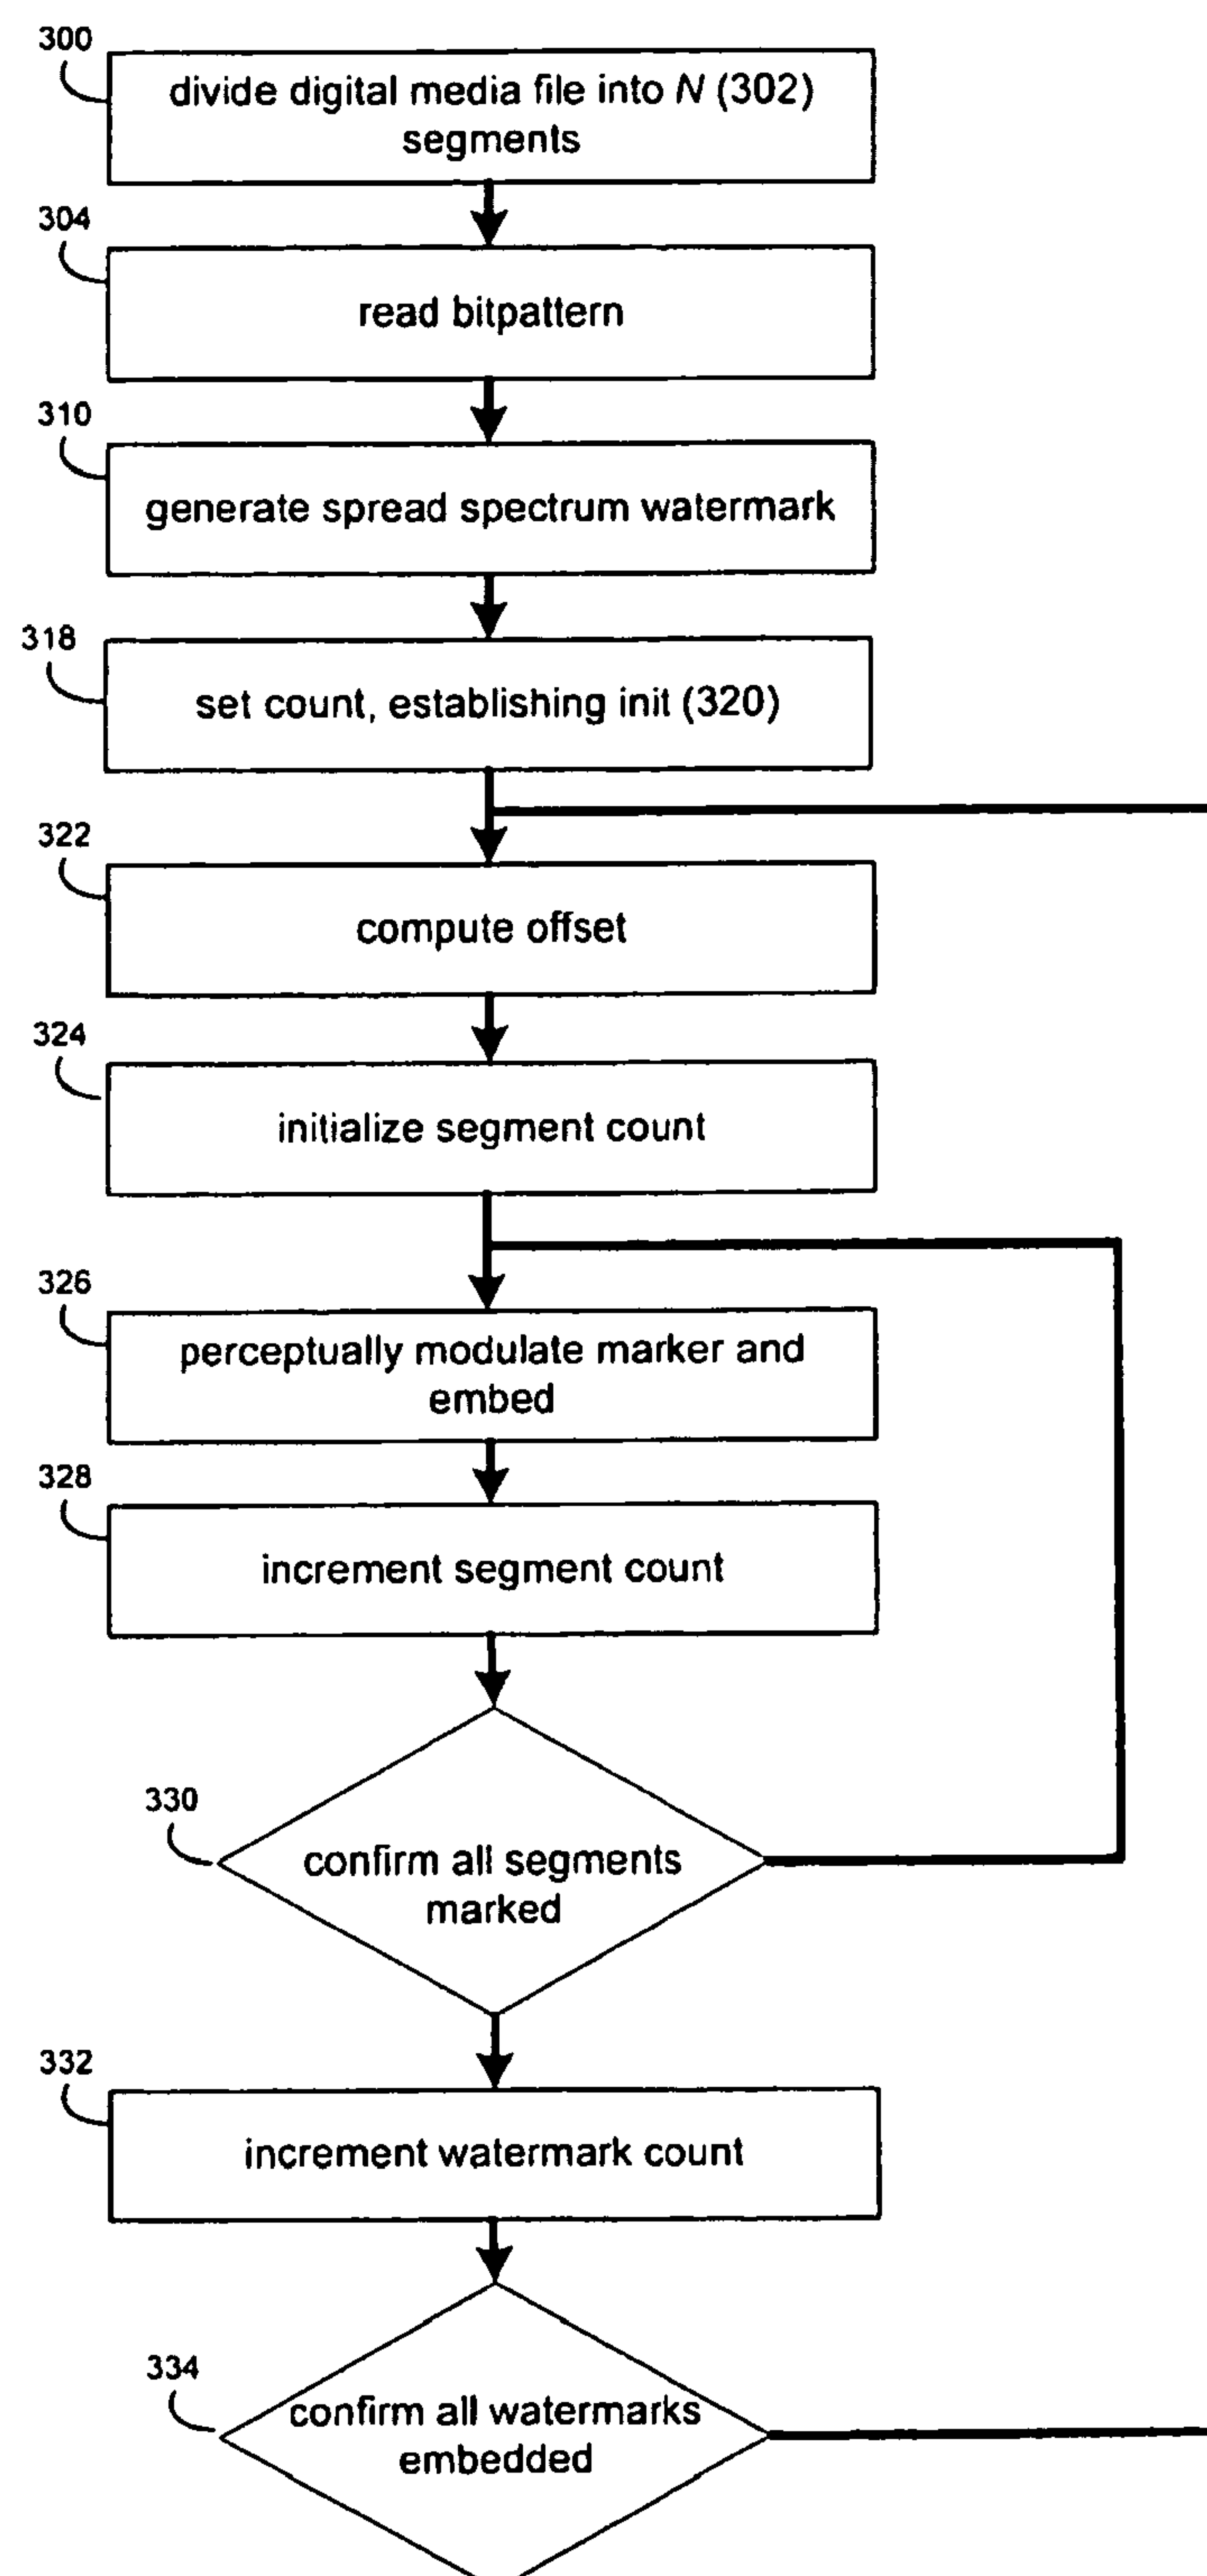 300
divide digital media file into N (302)
segments
304
read bitpattern
310
generate spread spectrum watermark
318
set count, establishing init (320)
322
compute offset
324
initialize segment count
326
perceptually modulate marker and
embed
328
increment segment count
330
confirm all segments
marked
332
increment watermark count
334
confirm all watermarks
embedded